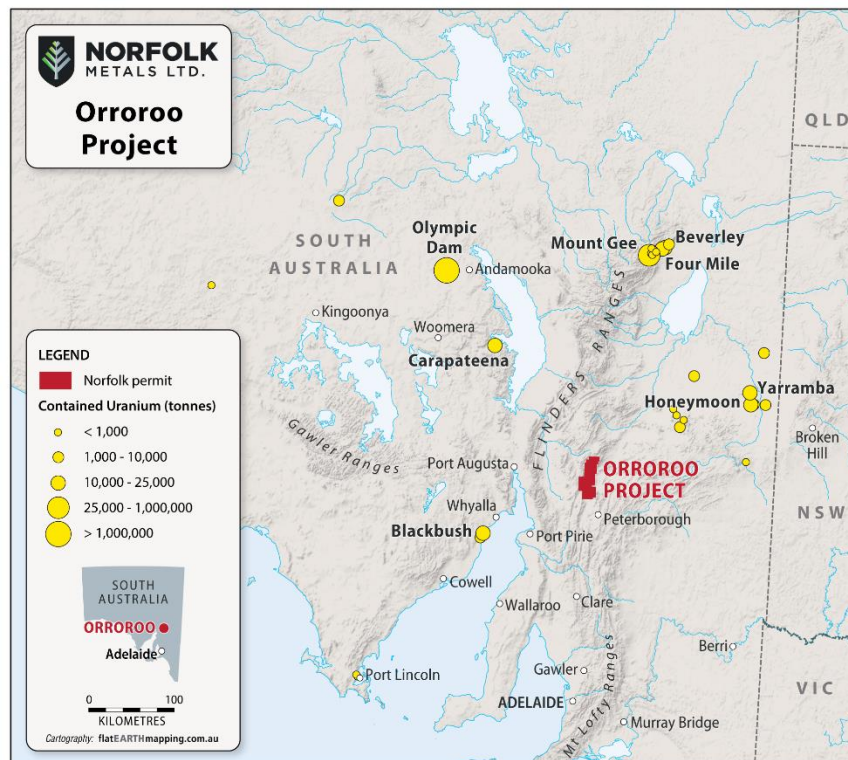 NORFOLK
METALS LTD.
Orroroo
Project
QLD
SOUTH
AUSTRALIA
Olympic
Dam
Andamooka
Mount Gee
Beverley
Four Mile
Kingoonya
Woomera
Carapateena
FLINDERS RANGES
Yarramba
Honeymoon
Broken
Hill
Gawler Ranges
Port Augusta
ORROROO
PROJECT
NSW
Whyalla
Peterborough
Blackbush
Port Pirie
Cowell
Wallaroo
Clare
Berri
Port Lincoln
Gawler
VIC
ADELAIDE
Mt Lofty Ranges
Murray Bridge
LEGEND
Norfolk permit
Contained Uranium (tonnes)
< 1,000
1,000 - 10,000
10,000 - 25,000
25,000 - 1,000,000
> 1,000,000
SOUTH
AUSTRALIA
ORROROO
Adelaide
0 100
KILOMETRES
Cartography: flatEARTHmapping.com.au